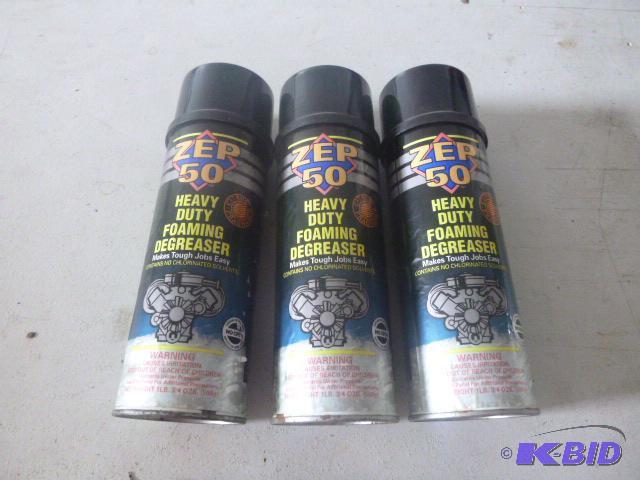 ZEP
50
HEAVY
DUTY
FOAMING
DEGREASER
Makes Tough Jobs Easy
CONTAINS NO CHLORINATED SOLVENTS
WARNING
CAUSES IRRITATION
KEEP OUT OF REACH OF CHILDREN
ZEP
50
HEAVY
DUTY
FOAMING
DEGREASER
Makes Tough Jobs Easy
CONTAINS NO CHLORINATED SOLVENTS
WARNING
CAUSES IRRITATION
KEEP OUT OF REACH OF CHILDREN
ZEP
50
HEAVY
DUTY
FOAMING
DEGREASER
Makes Tough Jobs Easy
CONTAINS NO CHLORINATED SOLVENTS
WARNING
CAUSES IRRITATION
OUT OF REACH OF CHILDREN
© K-BID